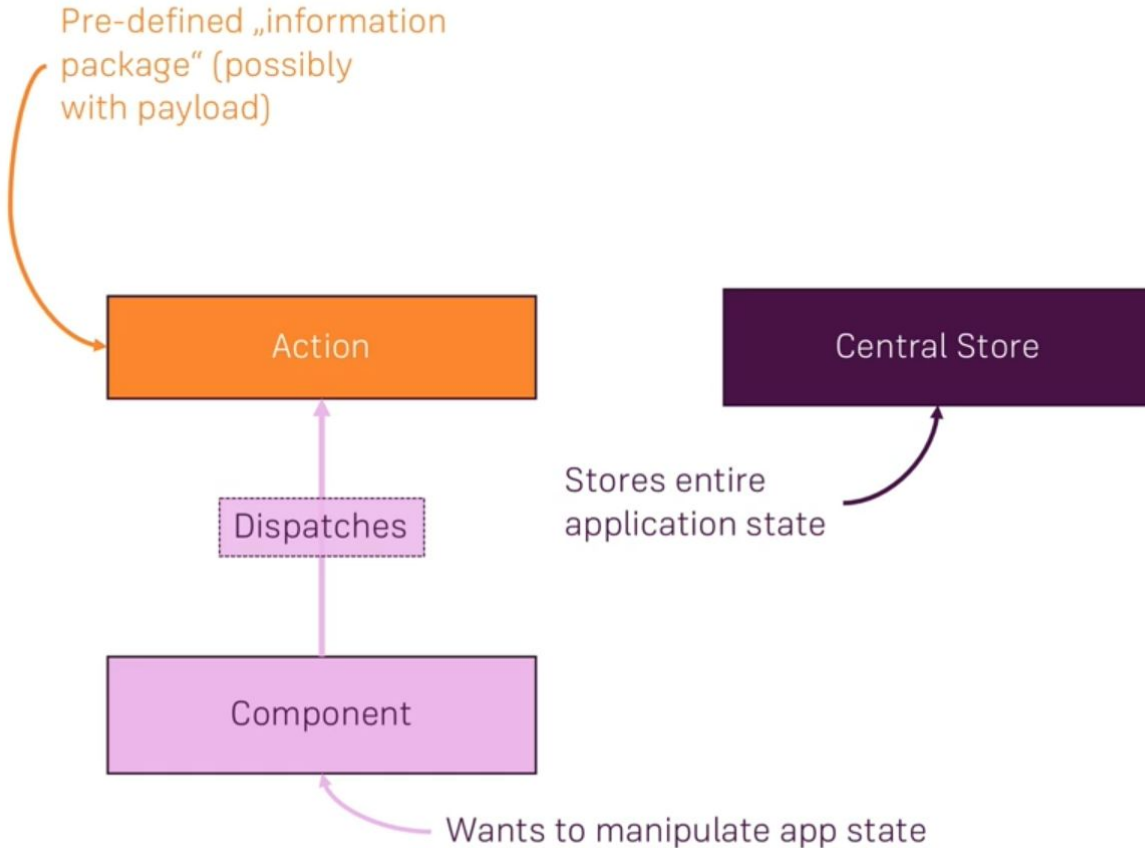 Pre-defined „information
package“ (possibly
with payload)
Action
Central Store
Stores entire
application state
Dispatches
Component
Wants to manipulate app state